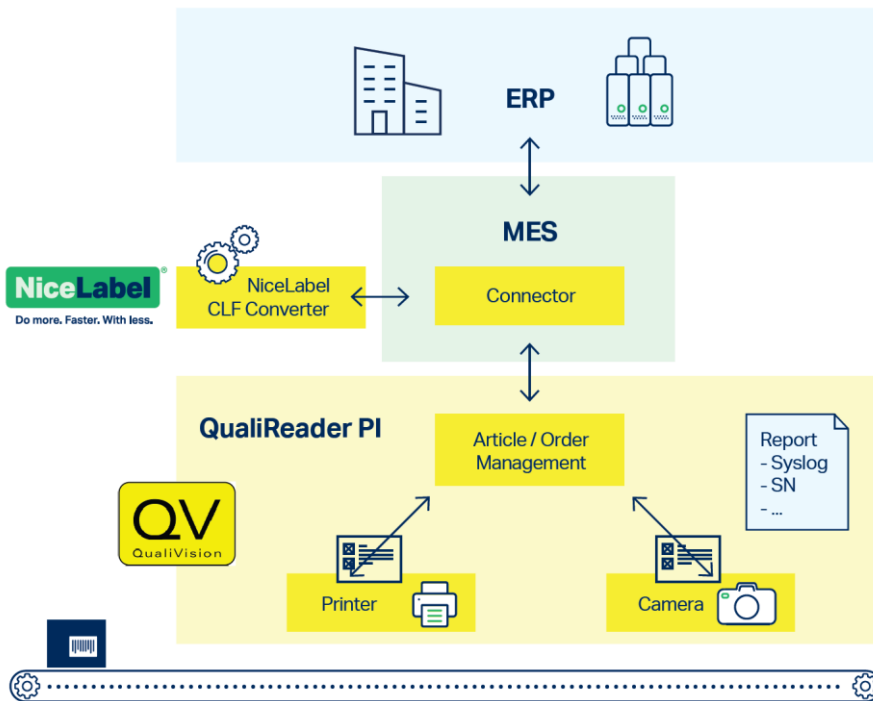 ERP
MES
NiceLabel®
Do more. Faster. With less.
NiceLabel
CLF Converter
Connector
QualiReader PI
Article / Order
Management
Report
- Syslog
- SN
- ...
QV
QualiVision
Printer
Camera